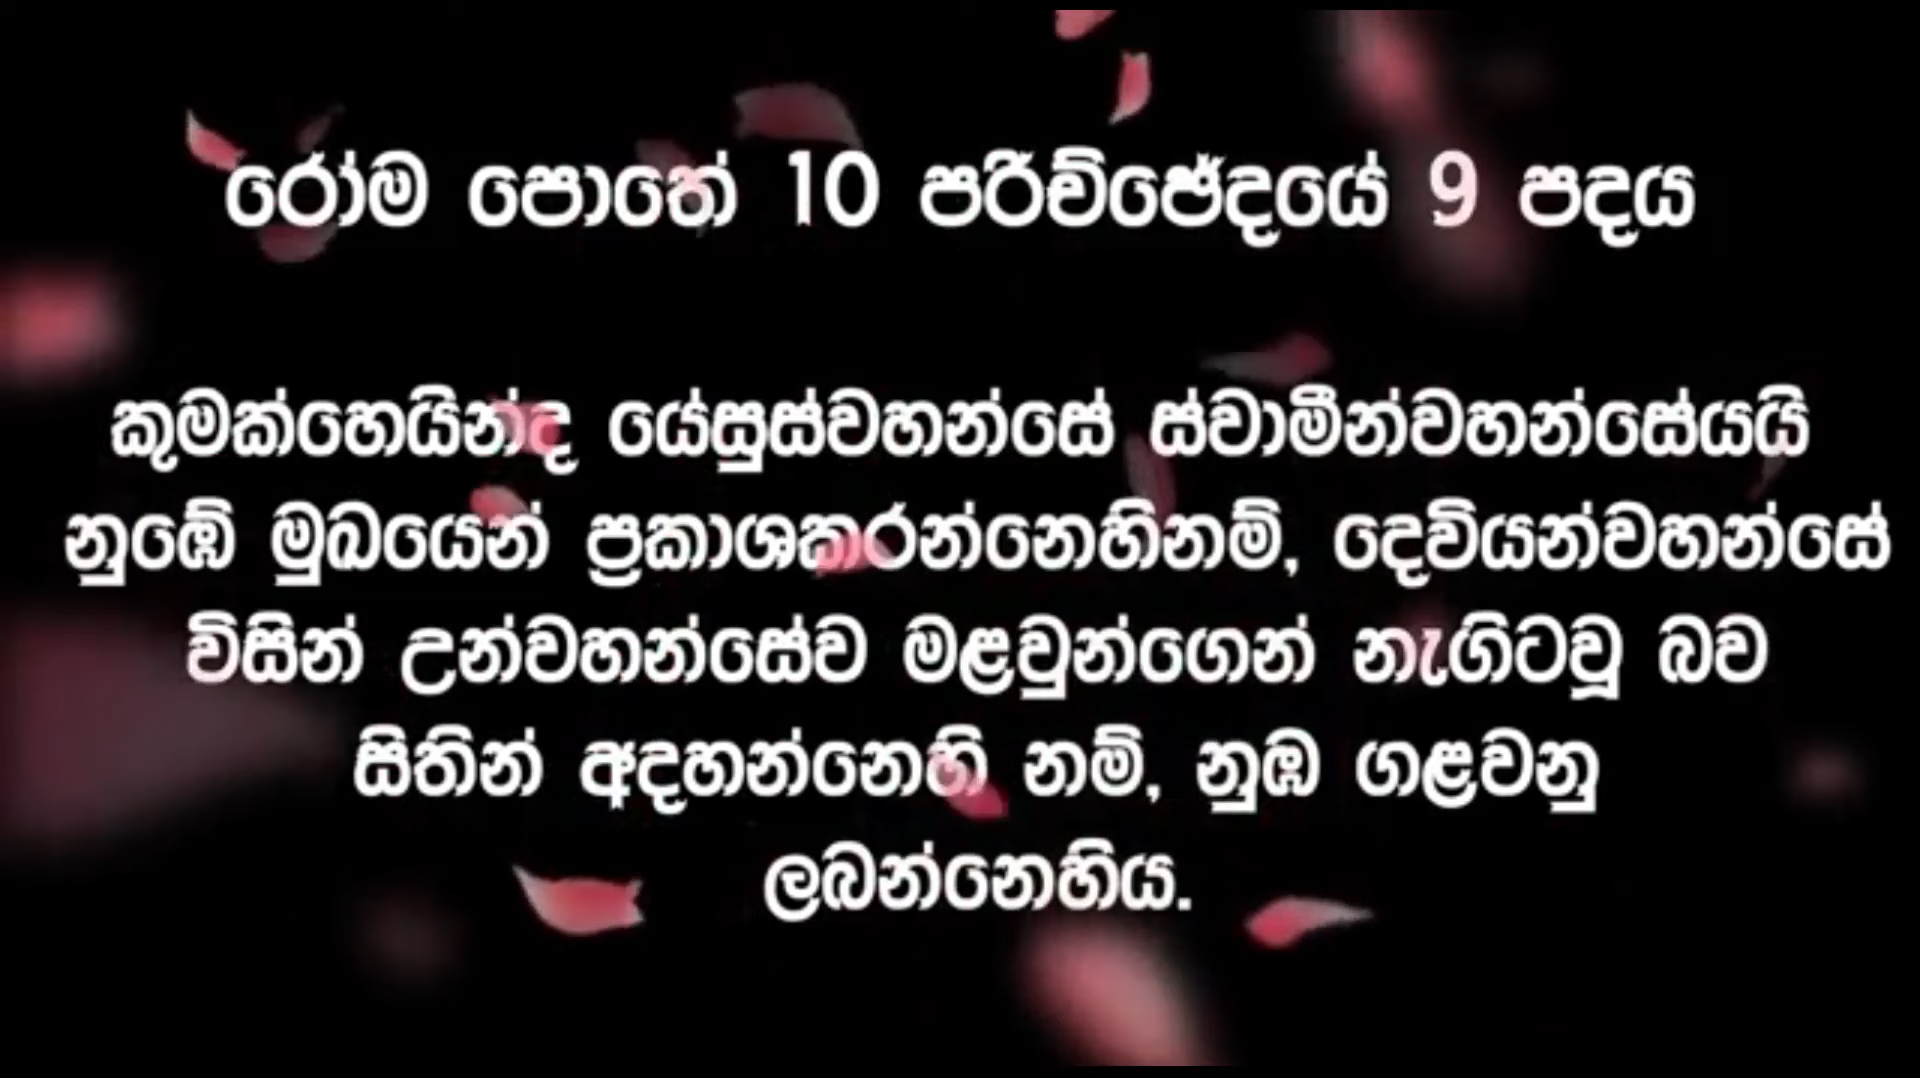 රෝම පොතේ 10 පරිච්ඡේදයේ 9 පදය
කුමක්හෙයින්ද යේසුස්වහන්සේ ස්වාමීන්වහන්සේයයි
නුඹේ මුඛයෙන් ප්‍රකාශකරන්නෙහිනම්, දෙවියන්වහන්සේ
විසින් උන්වහන්සේව මළවුන්ගෙන් නැගිටවූ බව
සිතින් අදහන්නෙහි නම්, නුඹ ගළවනු
ලබන්නෙහිය.